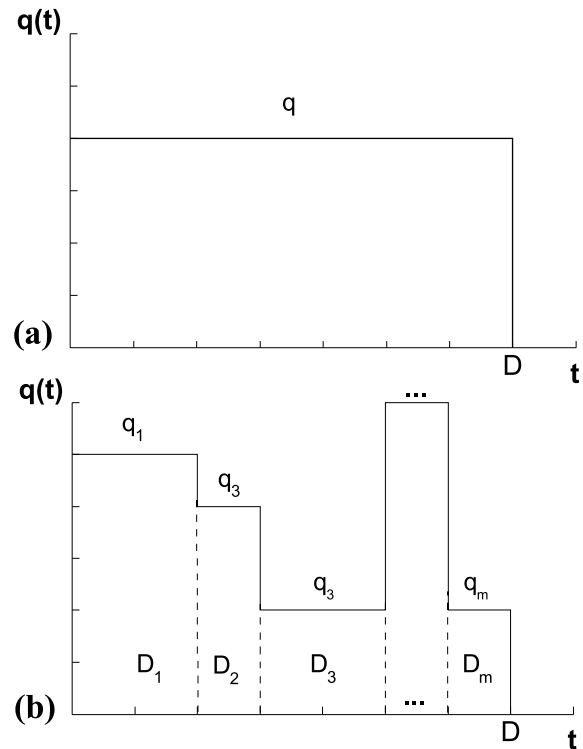 q(t)
q
(a)
D
t
q(t)
...
q₁
q₃
q₃
qₘ
D₁ D₂ D₃ ... Dₘ
(b)
D
t